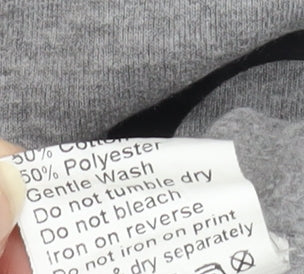 50% Cotton
50% Polyester
Gentle Wash
Do not tumble dry
Do not bleach
Iron on reverse
Do not iron on print
& dry separately